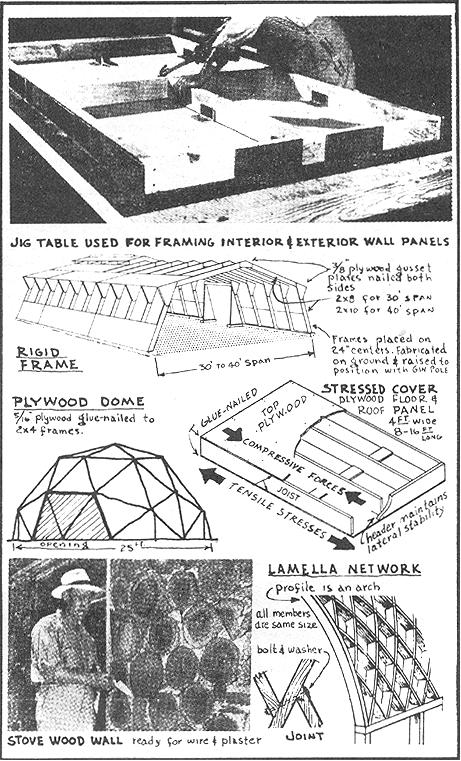 JIG TABLE USED FOR FRAMING INTERIOR & EXTERIOR WALL PANELS
3/8" plywood gusset
plates nailed both
sides
2x8 for 30' SPAN
2x10 for 40' SPAN
Frames placed on
24" centers. Fabricated
on ground & raised to
position with GIN POLE
RIGID
FRAME
30' TO 40' SPAN
PLYWOOD DOME
5/16" plywood glue-nailed to
2x4 frames.
opening
25 ft
STRESSED COVER
PLYWOOD FLOOR &
ROOF PANEL
4 FT WIDE
8-16 FT
LONG
GLUE-NAILED
TOP
PLYWOOD
COMPRESSIVE FORCES
JOIST
TENSILE STRESSES
header maintains
lateral stability
LAMELLA NETWORK
profile is an arch
all members
are same size
bolt & washer
JOINT
STOVE WOOD WALL ready for wire & plaster